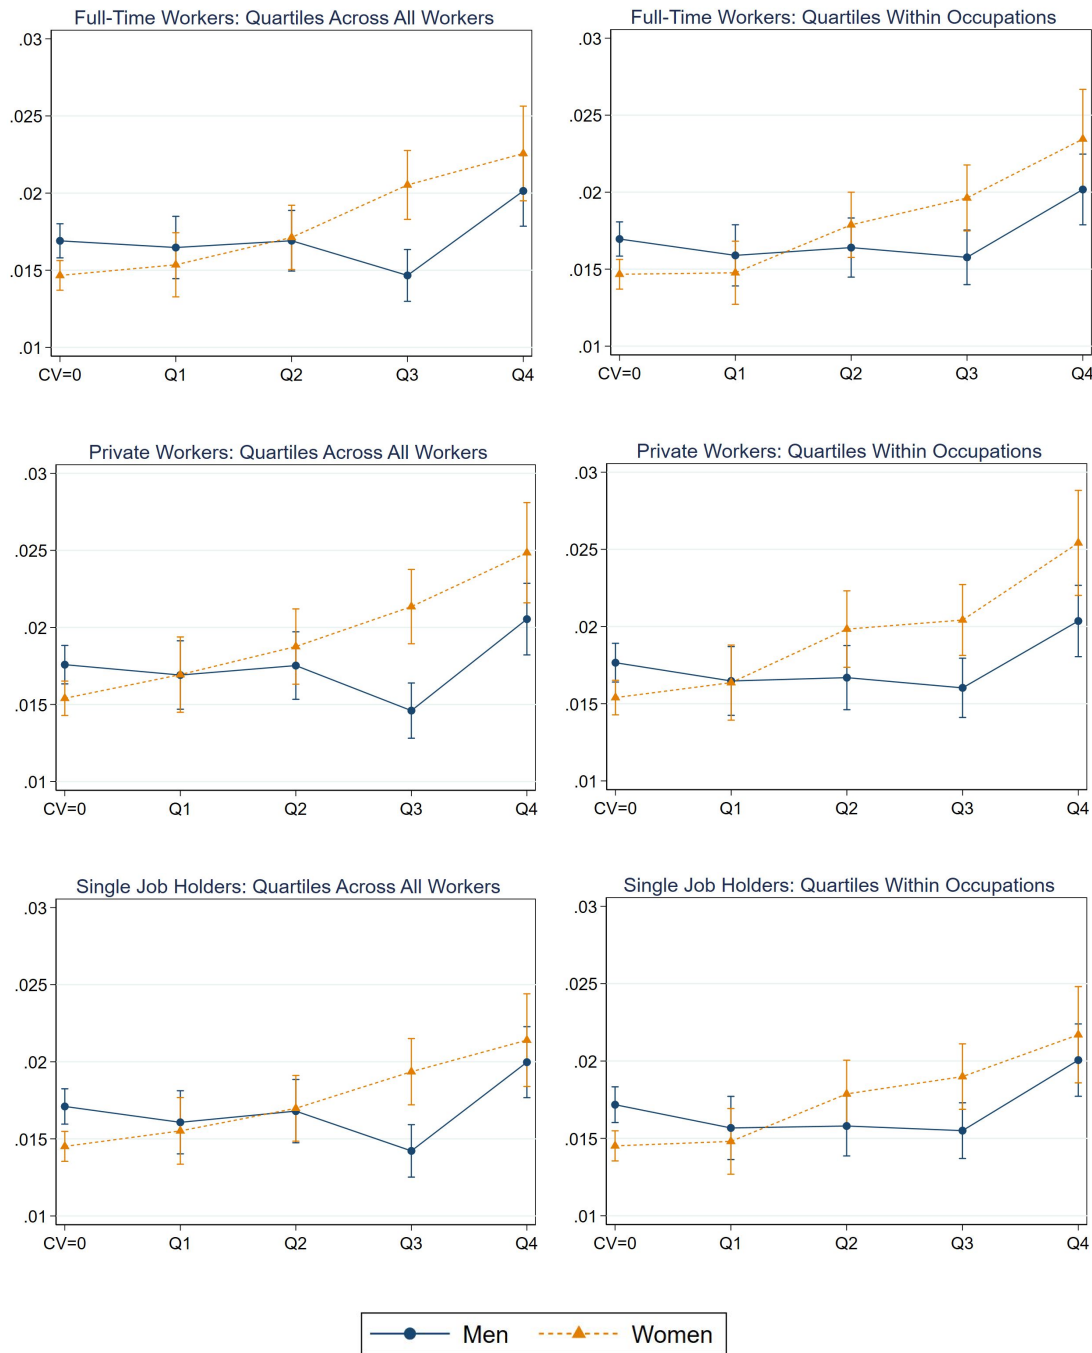 Full-Time Workers: Quartiles Across All Workers
.03
.025
.02
.015
.01
CV=0 Q1 Q2 Q3 Q4
Full-Time Workers: Quartiles Within Occupations
.03
.025
.02
.015
.01
CV=0 Q1 Q2 Q3 Q4
Private Workers: Quartiles Across All Workers
.03
.025
.02
.015
.01
CV=0 Q1 Q2 Q3 Q4
Private Workers: Quartiles Within Occupations
.03
.025
.02
.015
.01
CV=0 Q1 Q2 Q3 Q4
Single Job Holders: Quartiles Across All Workers
.03
.025
.02
.015
.01
CV=0 Q1 Q2 Q3 Q4
Single Job Holders: Quartiles Within Occupations
.03
.025
.02
.015
.01
CV=0 Q1 Q2 Q3 Q4
Men Women